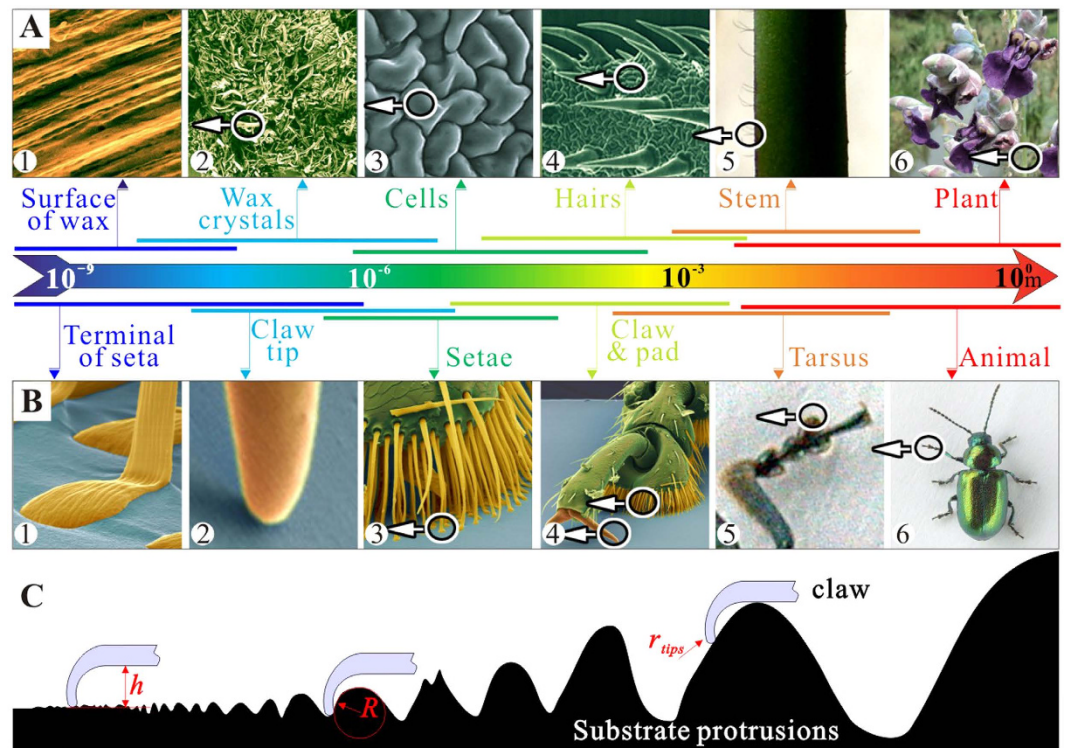 A
1 2 3 4 5 6
Surface
of wax
Wax
crystals
Cells
Hairs
Stem
Plant
10⁻⁹ 10⁻⁶ 10⁻³ 10⁰m
Terminal
of seta
Claw
tip
Setae
Claw
& pad
Tarsus
Animal
B
1 2 3 4 5 6
C
claw
h
R
r tips
Substrate protrusions